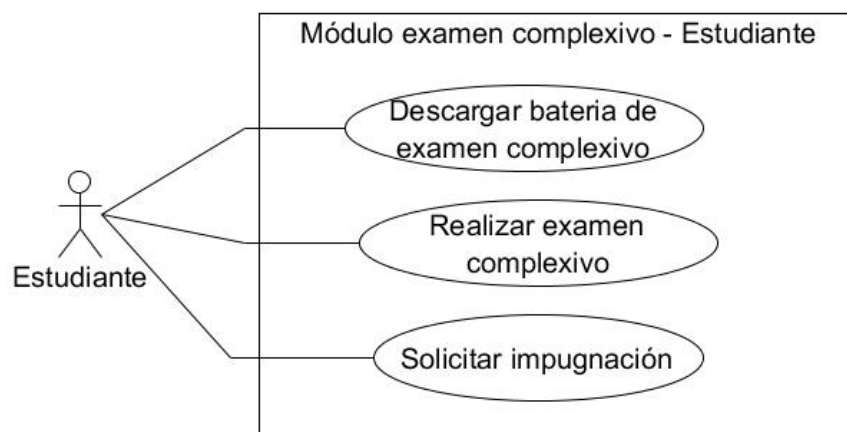 Módulo examen complexivo - Estudiante
Descargar bateria de
examen complexivo
Realizar examen
complexivo
Estudiante
Solicitar impugnación